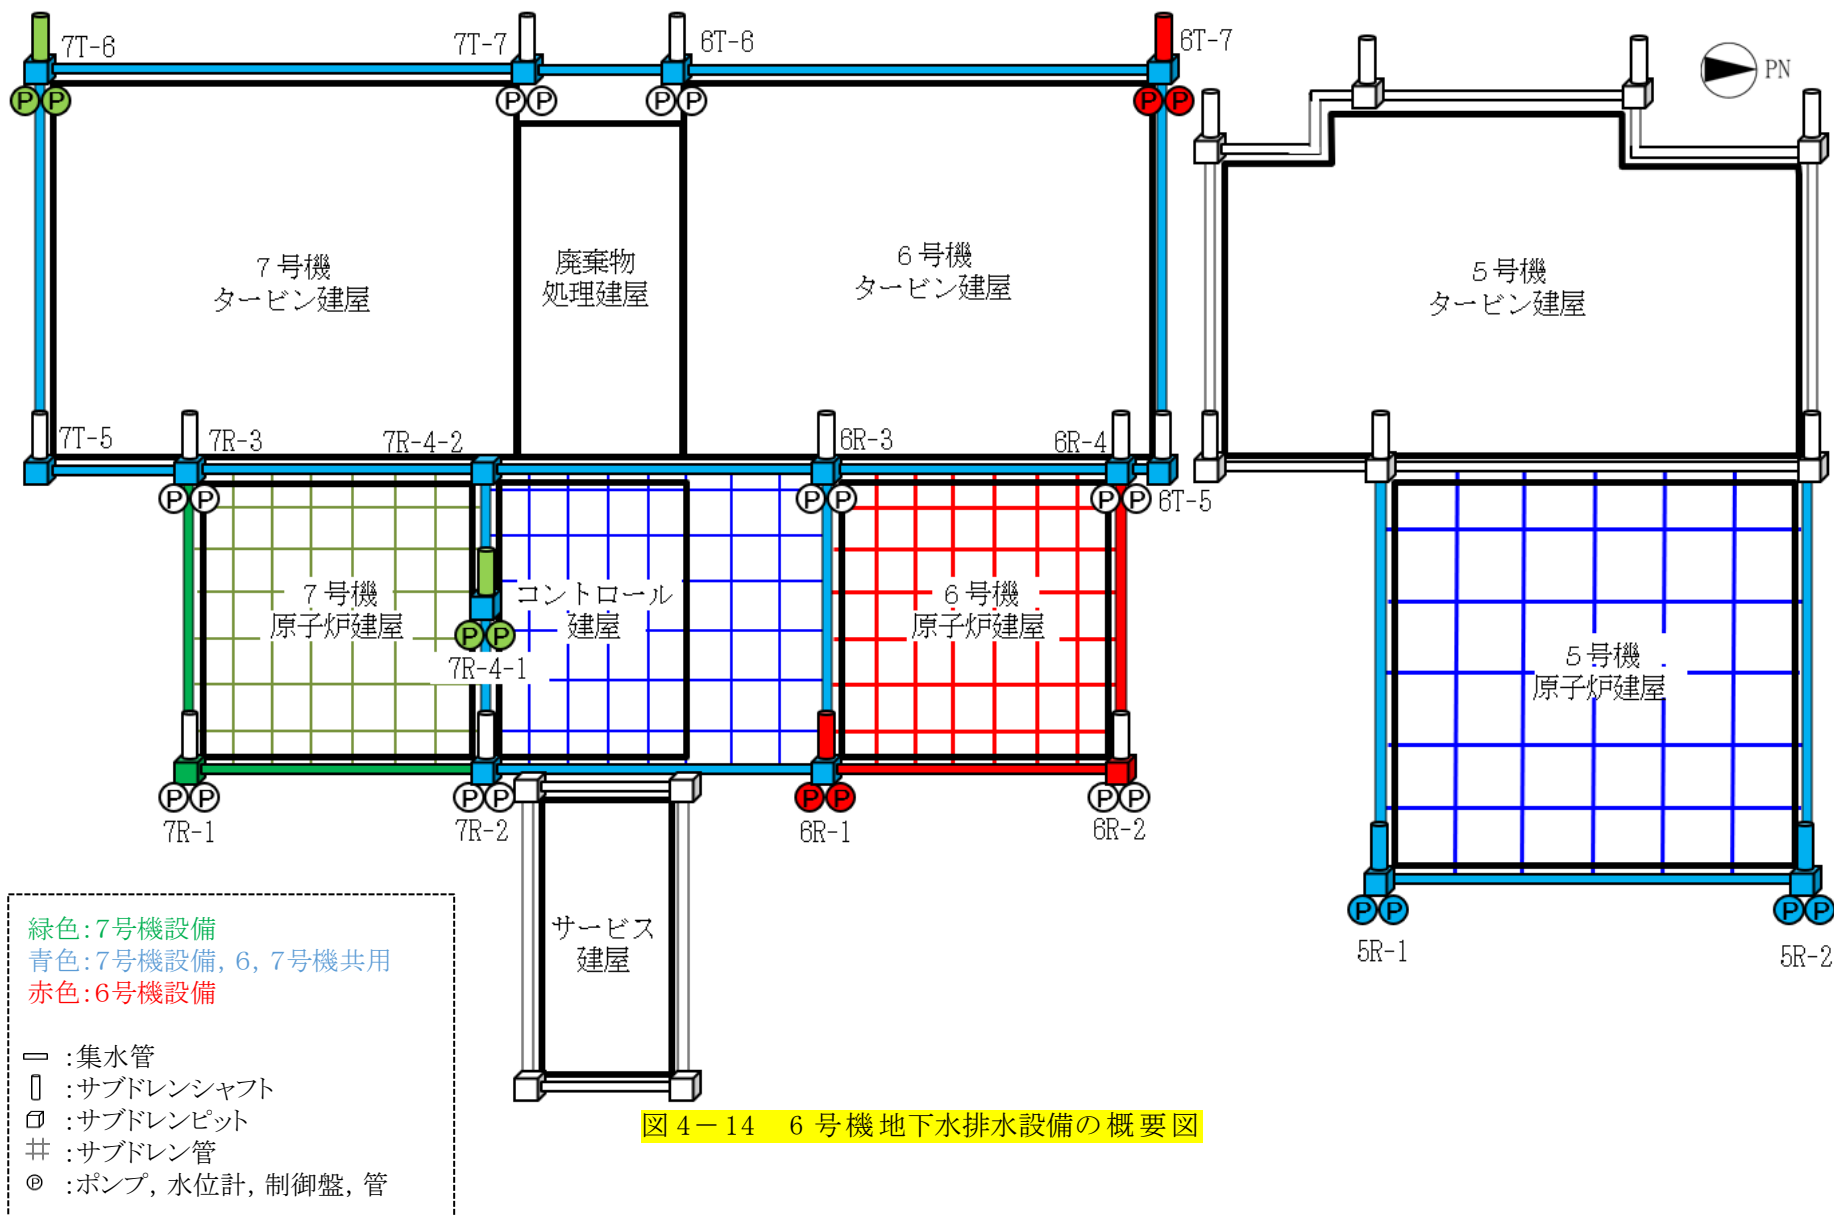 7T-6
7T-7
6T-6
6T-7
PN
P P
P P
P P
P P
7号機
タービン建屋
廃棄物
処理建屋
6号機
タービン建屋
5号機
タービン建屋
7T-5
7R-3
7R-4-2
6R-3
6R-4
6T-5
P P
P P
P P
7号機
原子炉建屋
コントロール
建屋
6号機
原子炉建屋
5号機
原子炉建屋
P P
7R-4-1
P P
P P
P P
P P
7R-1
7R-2
6R-1
6R-2
P P
P P
5R-1
5R-2
サービス
建屋
緑色:7号機設備
青色:7号機設備, 6, 7号機共用
赤色:6号機設備
:集水管
:サブドレンシャフト
:サブドレンピット
:サブドレン管
P :ポンプ, 水位計, 制御盤, 管
図4-14 6号機地下水排水設備の概要図